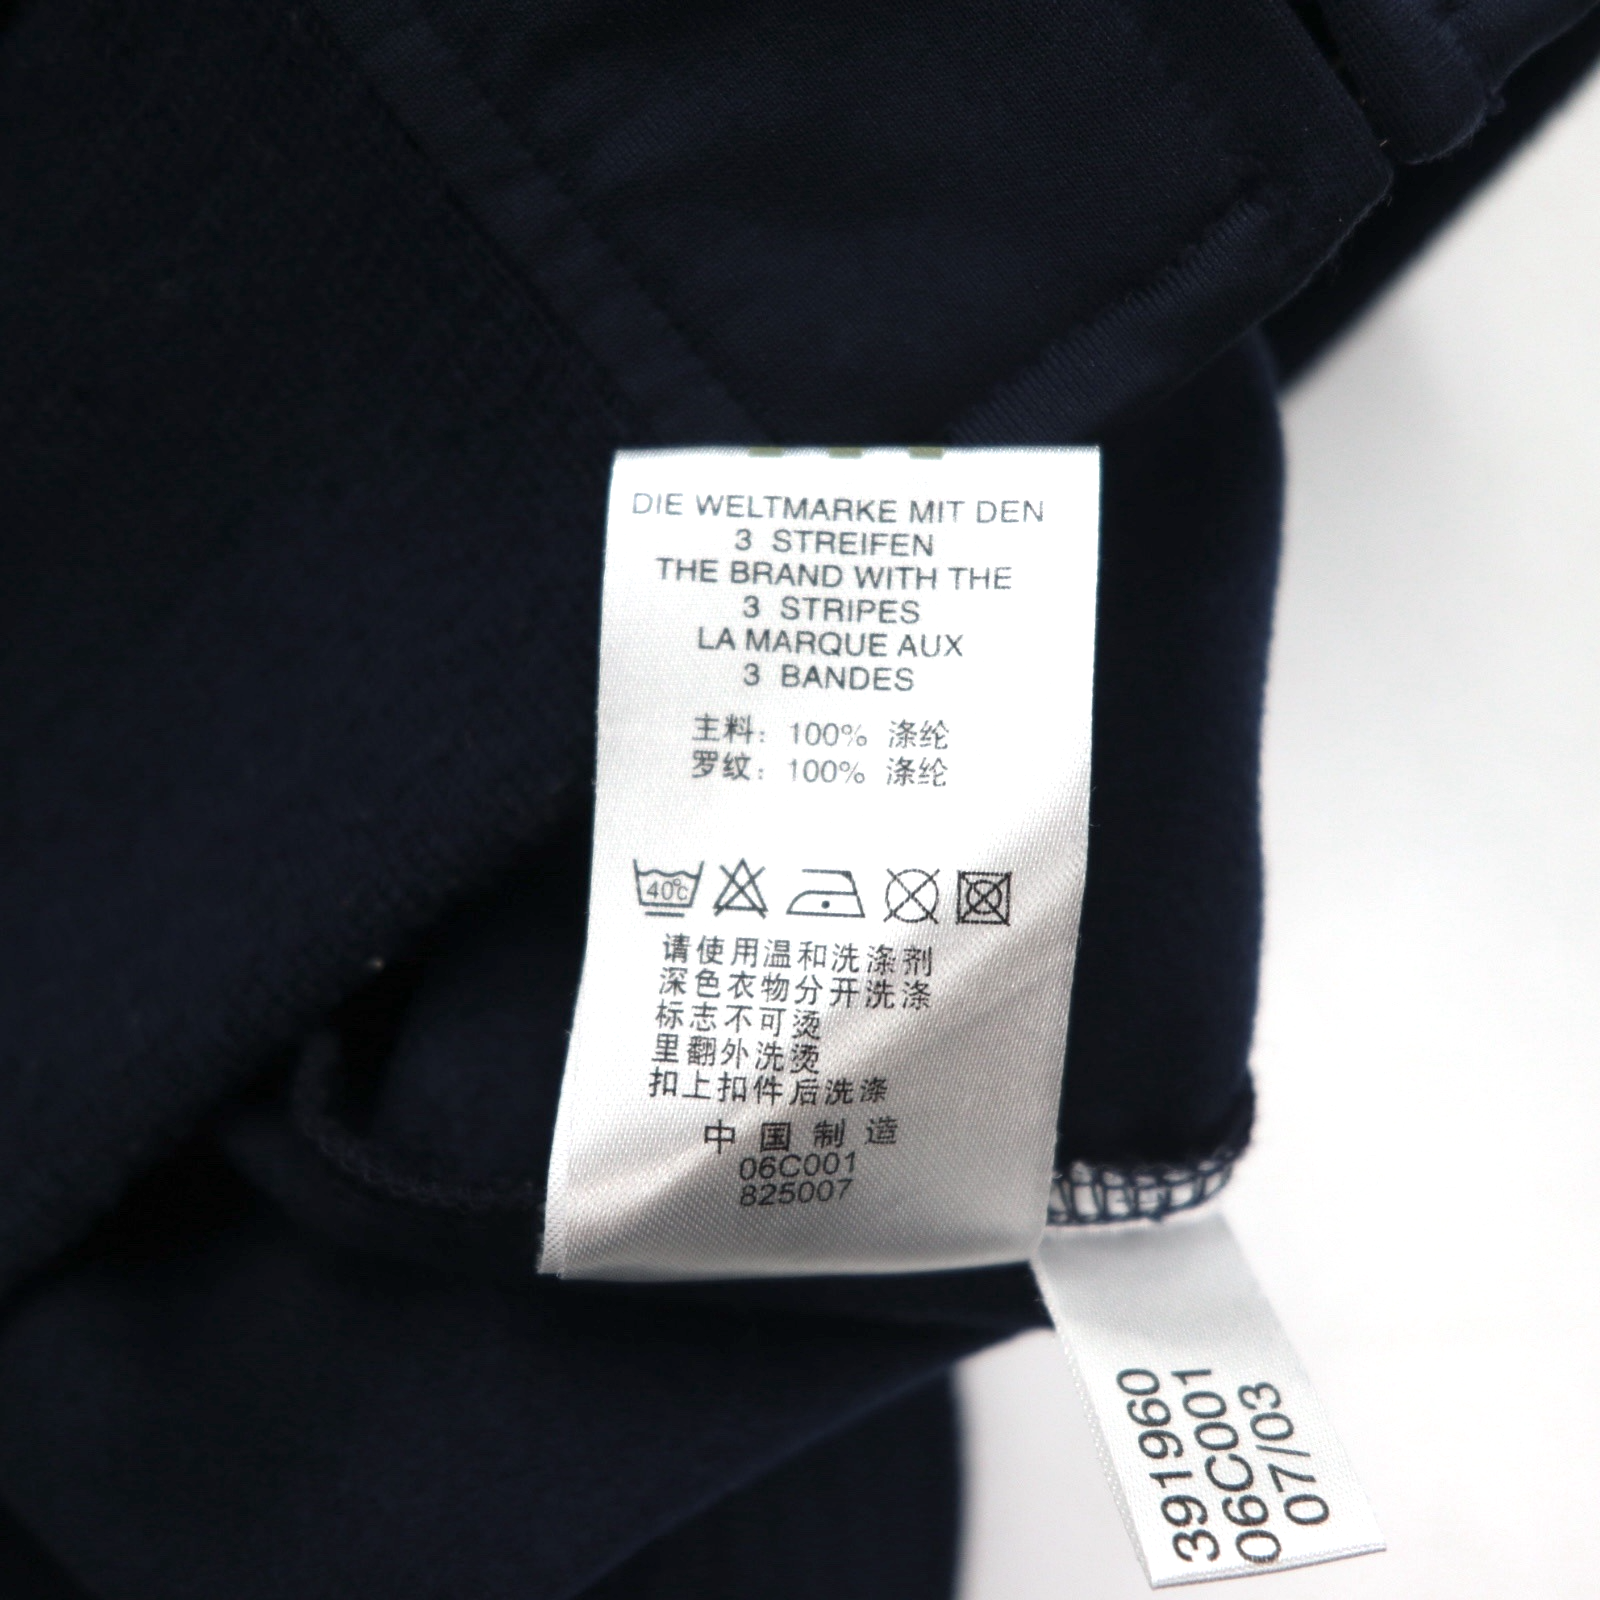 DIE WELTMARKE MIT DEN
3 STREIFEN
THE BRAND WITH THE
3 STRIPES
LA MARQUE AUX
3 BANDES
主料：100% 涤纶
罗纹：100% 涤纶
40℃
请使用温和洗涤剂
深色衣物分开洗涤
标志不可烫
里翻外洗烫
扣上扣件后洗涤
中国制造
06C001
825007
391960
06C001
07/03